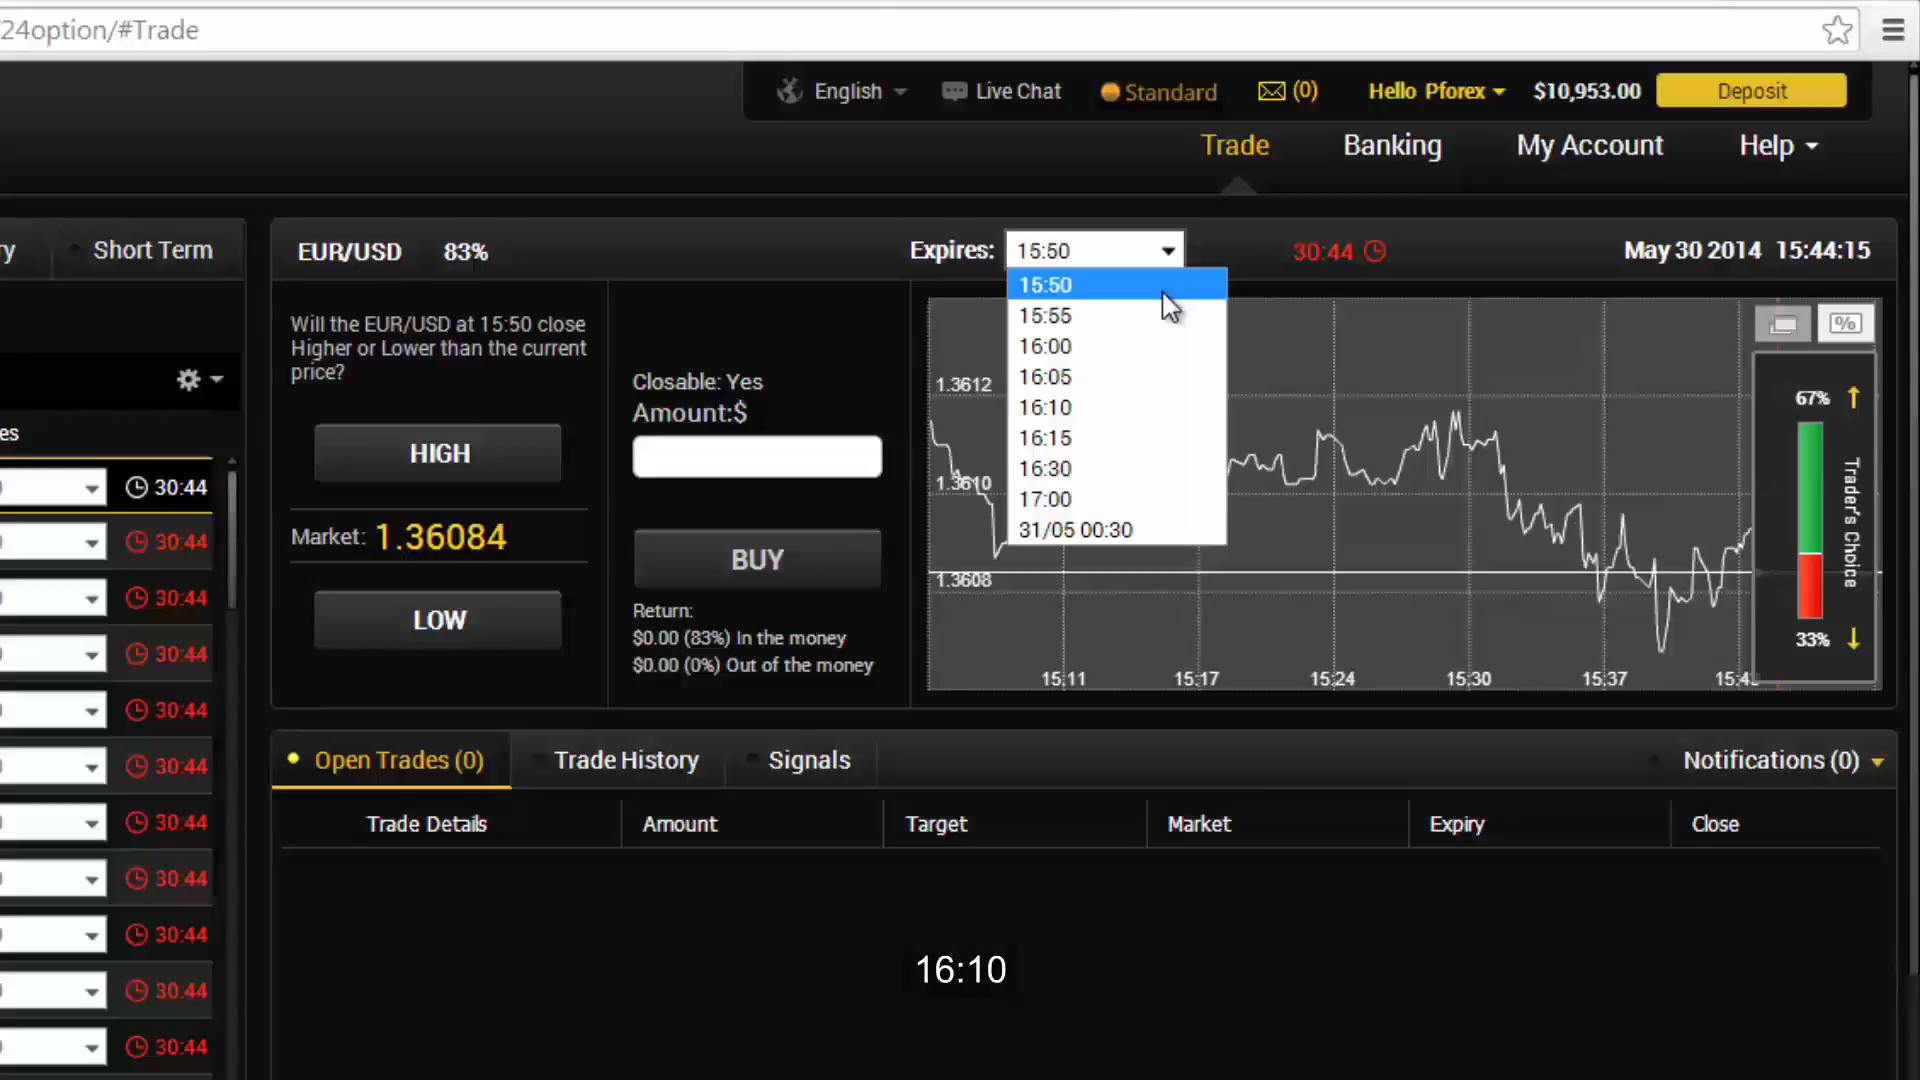 24option/#Trade
English
Live Chat
Standard
(0)
Hello Pforex
$10,953.00
Deposit
Trade
Banking
My Account
Help
ry
Short Term
EUR/USD
83%
Expires:
15:50
30:44
May 30 2014 15:44:15
15:50
15:55
16:00
16:05
16:10
16:15
16:30
17:00
31/05 00:30
Will the EUR/USD at 15:50 close
Higher or Lower than the current
price?
HIGH
Market: 1.36084
LOW
Closable: Yes
Amount:$
BUY
Return:
$0.00 (83%) In the money
$0.00 (0%) Out of the money
1.3612
1.3610
1.3608
15:11
15:17
15:24
15:30
15:37
%
67%
Trader's Choice
33%
es
30:44
30:44
30:44
30:44
30:44
30:44
30:44
30:44
30:44
30:44
30:44
Open Trades (0)
Trade History
Signals
Notifications (0)
Trade Details
Amount
Target
Market
Expiry
Close
16:10